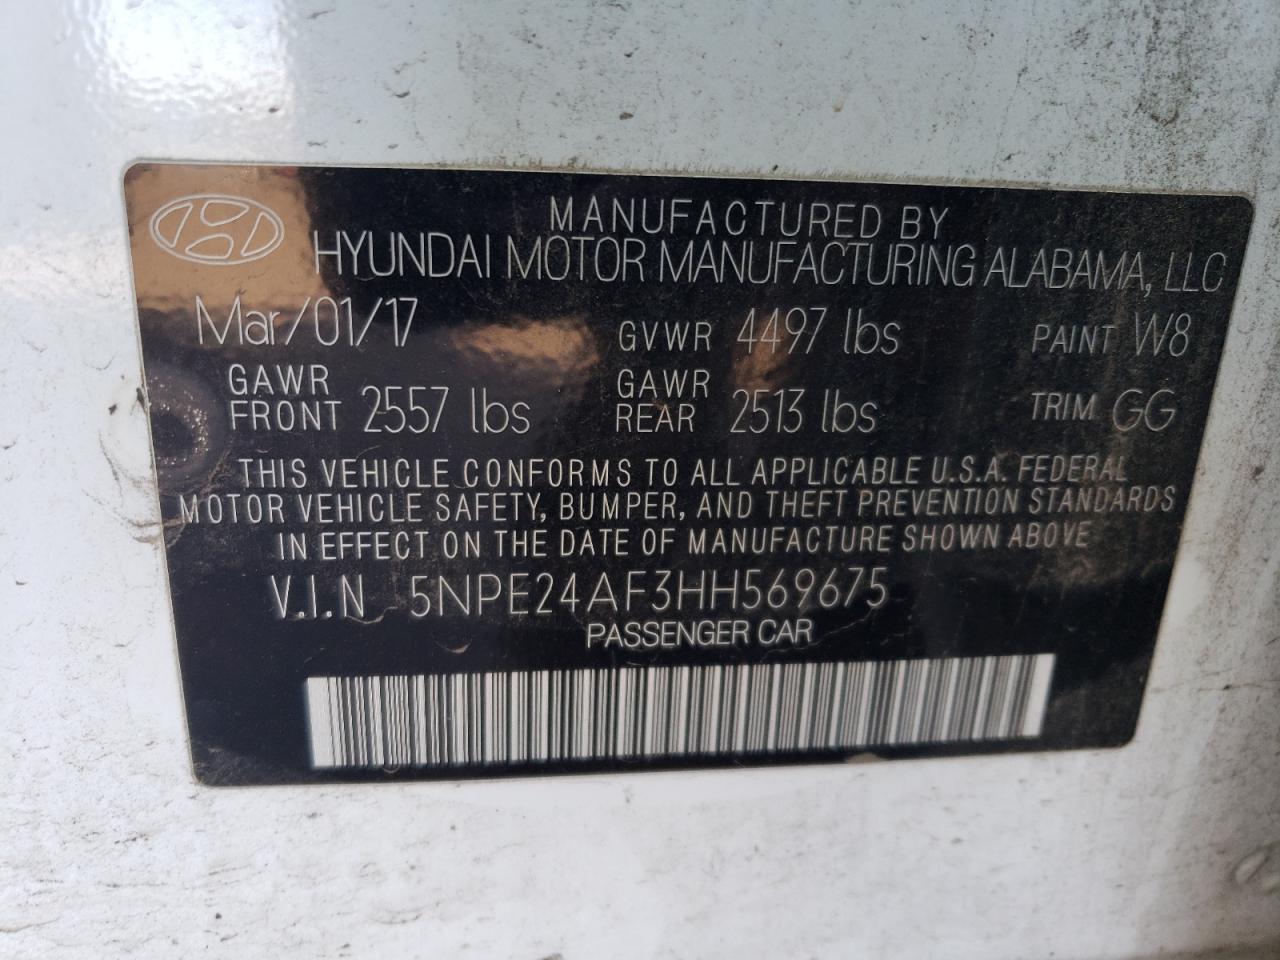 MANUFACTURED BY
HYUNDAI MOTOR MANUFACTURING ALABAMA, LLC
Mar/01/17 GVWR 4497 lbs PAINT W8
GAWR FRONT 2557 lbs GAWR REAR 2513 lbs TRIM GG
THIS VEHICLE CONFORMS TO ALL APPLICABLE U.S.A. FEDERAL
MOTOR VEHICLE SAFETY, BUMPER, AND THEFT PREVENTION STANDARDS
IN EFFECT ON THE DATE OF MANUFACTURE SHOWN ABOVE
V.I.N 5NPE24AF3HH569675
PASSENGER CAR